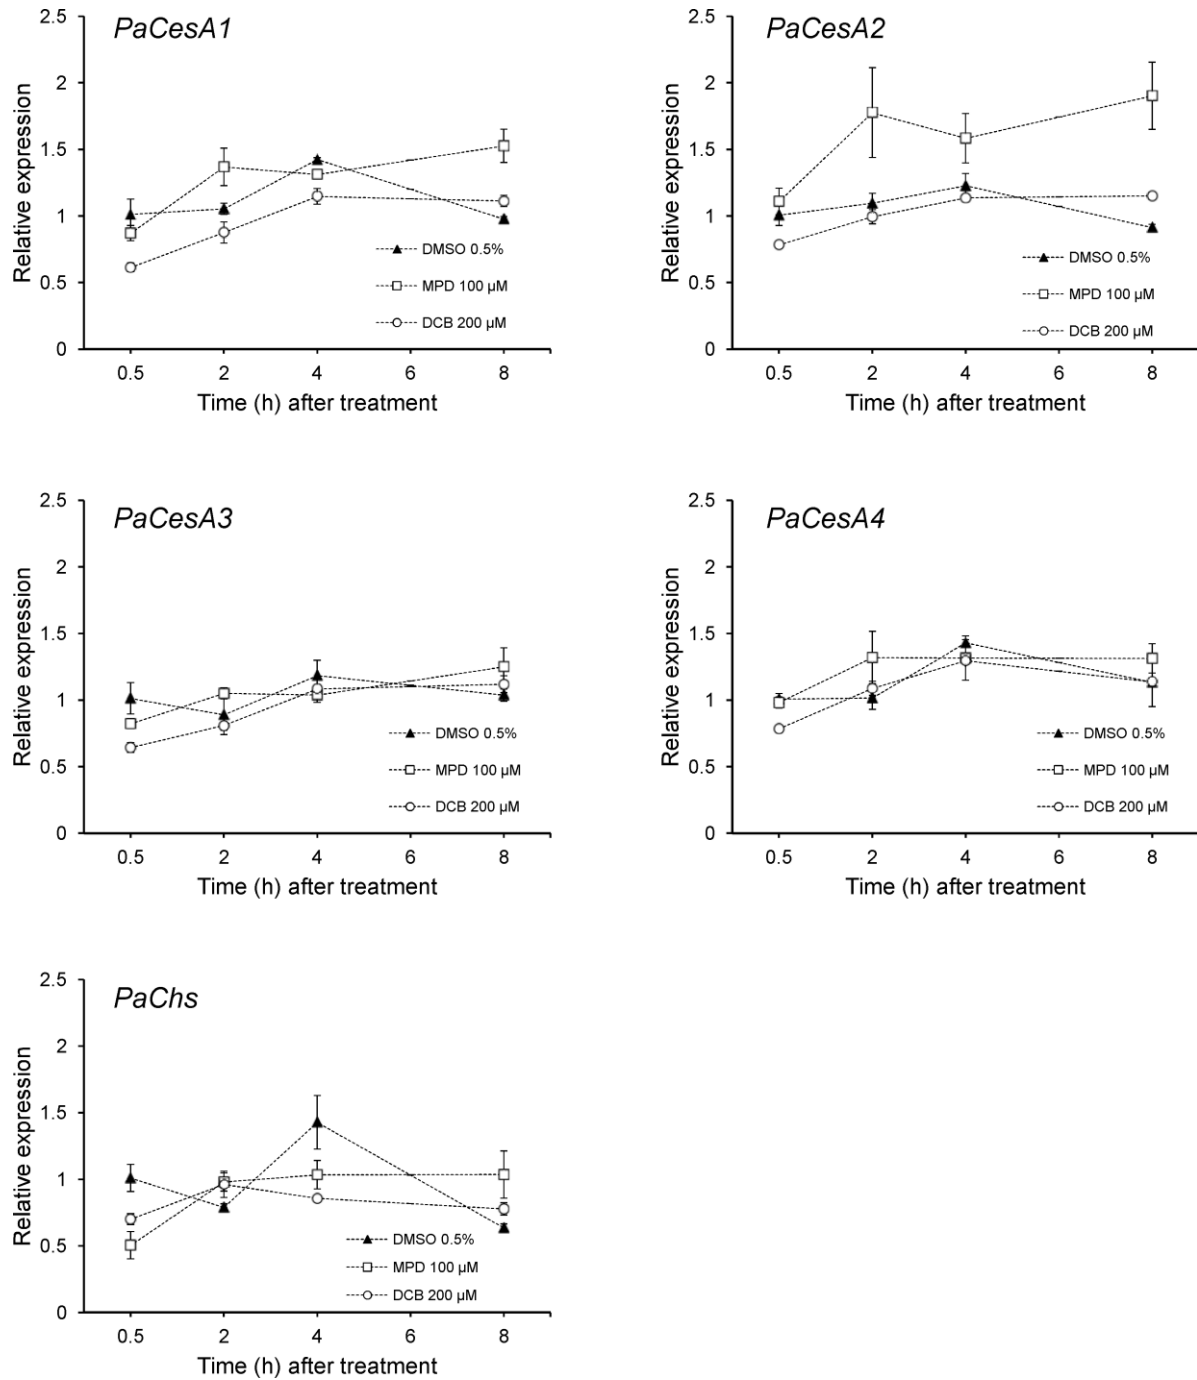 PaCesA1
2.5
2
1.5
1
0.5
0
Relative expression
DMSO 0.5%
MPD 100 µM
DCB 200 µM
0.5 2 4 6 8
Time (h) after treatment
PaCesA2
2.5
2
1.5
1
0.5
0
Relative expression
DMSO 0.5%
MPD 100 µM
DCB 200 µM
0.5 2 4 6 8
Time (h) after treatment
PaCesA3
2.5
2
1.5
1
0.5
0
Relative expression
DMSO 0.5%
MPD 100 µM
DCB 200 µM
0.5 2 4 6 8
Time (h) after treatment
PaCesA4
2.5
2
1.5
1
0.5
0
Relative expression
DMSO 0.5%
MPD 100 µM
DCB 200 µM
0.5 2 4 6 8
Time (h) after treatment
PaChs
2.5
2
1.5
1
0.5
0
Relative expression
DMSO 0.5%
MPD 100 µM
DCB 200 µM
0.5 2 4 6 8
Time (h) after treatment